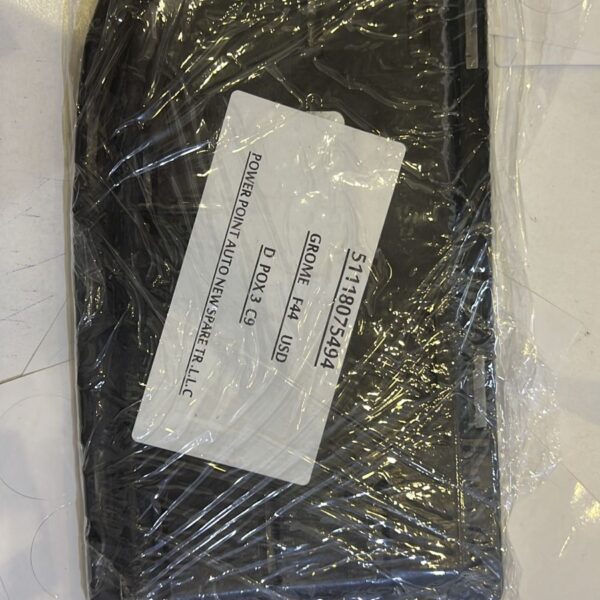 51118075494
GROME F44 USD
D POX 3 C9
POWER POINT AUTO NEW SPARE TR .L.L.C